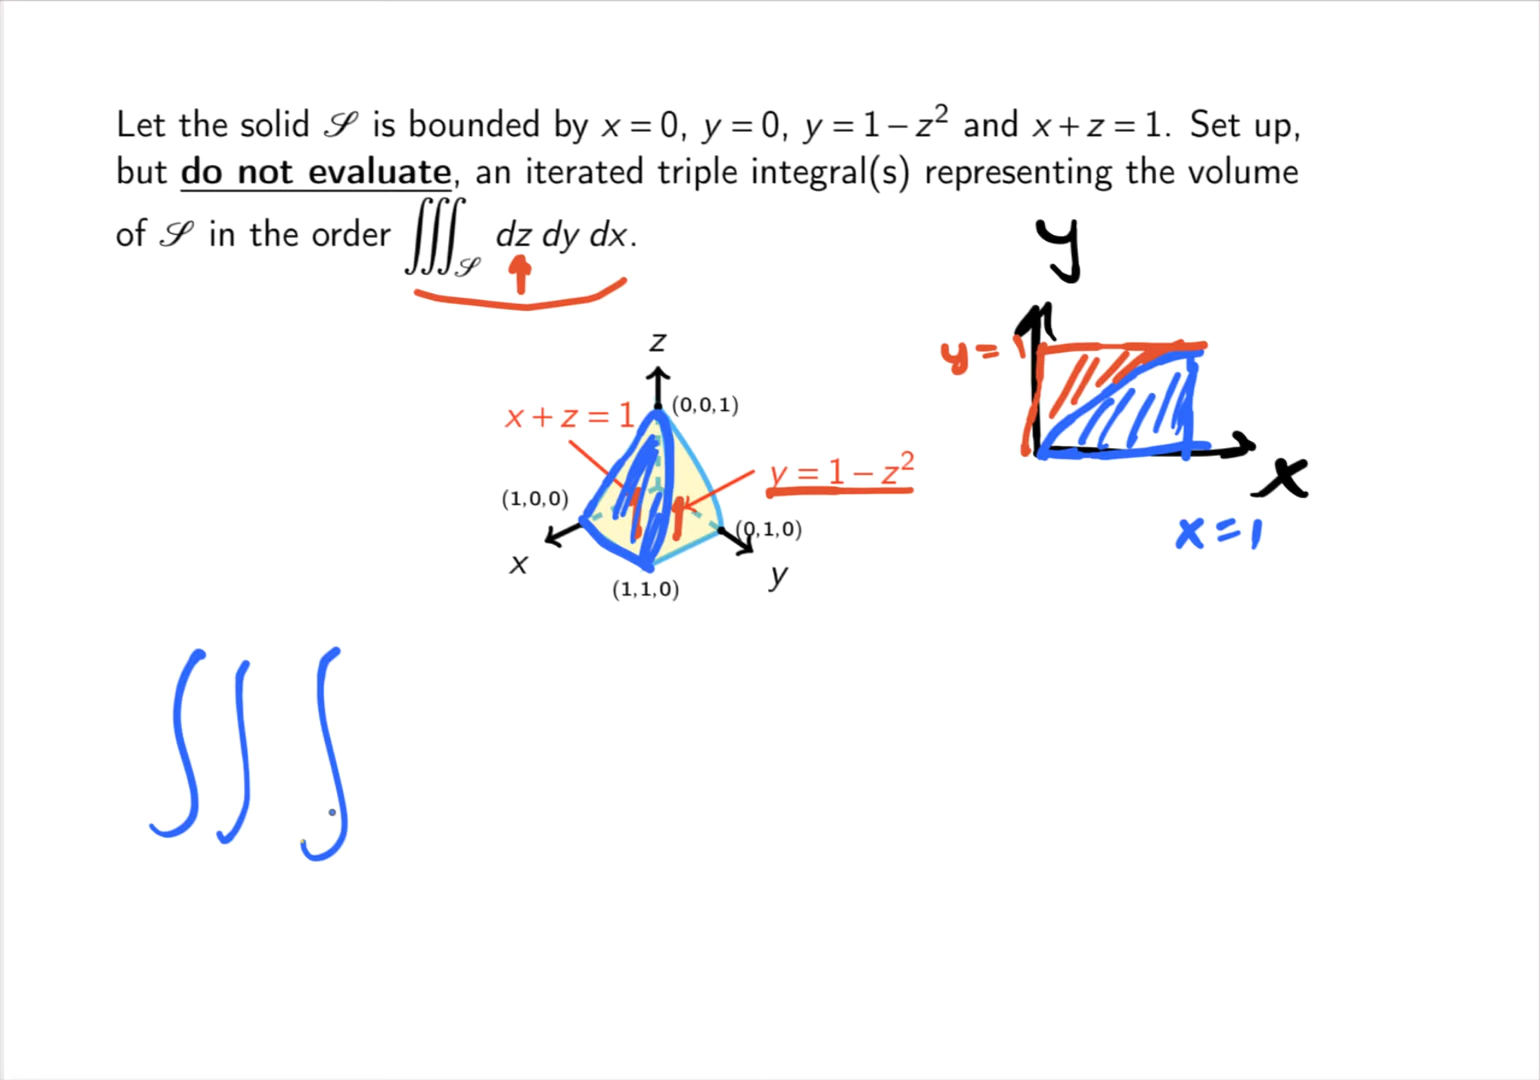 Let the solid 𝒮 is bounded by x = 0, y = 0, y = 1 − z² and x + z = 1. Set up,
but do not evaluate, an iterated triple integral(s) representing the volume
of 𝒮 in the order ∭_𝒮 dz dy dx.
y
z
y = 1
(0,0,1)
x + z = 1
y = 1 − z²
(1,0,0)
x
(0,1,0)
x = 1
x
y
(1,1,0)
∫ ∫ ∫